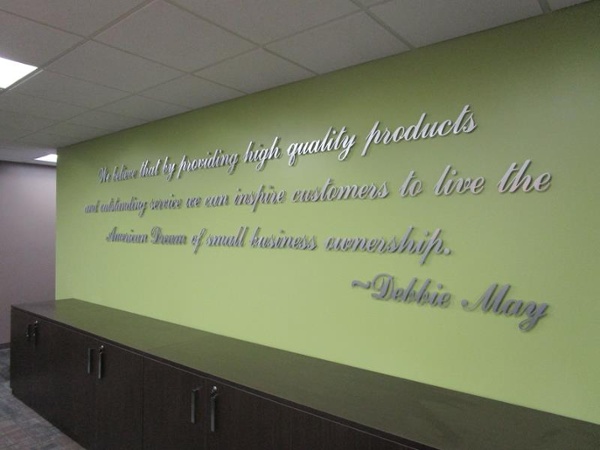 We believe that by providing high quality products
and outstanding service we can inspire customers to live the
American Dream of small business ownership.
~Debbie May